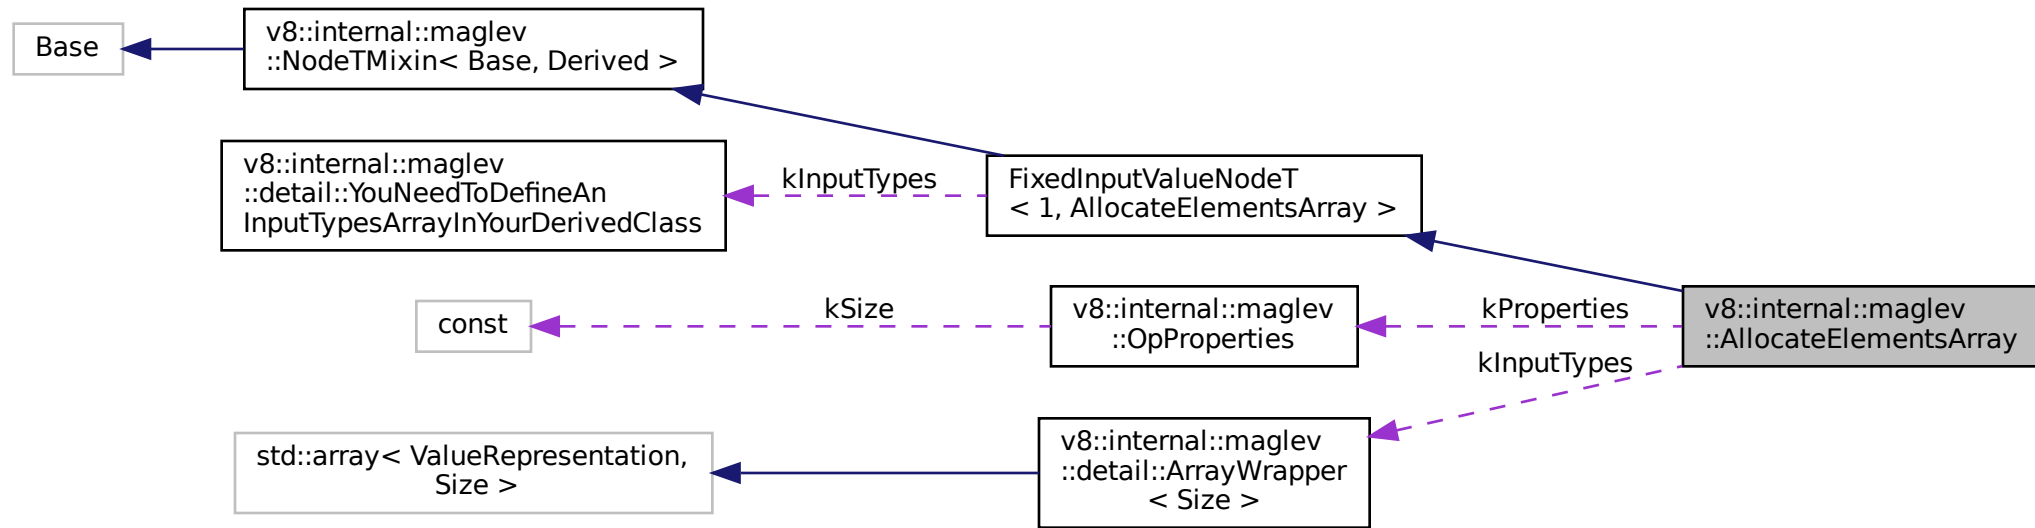 Base
v8::internal::maglev
::NodeTMixin< Base, Derived >
v8::internal::maglev
::detail::YouNeedToDefineAn
InputTypesArrayInYourDerivedClass
kInputTypes
FixedInputValueNodeT
< 1, AllocateElementsArray >
const
kSize
v8::internal::maglev
::OpProperties
kProperties
v8::internal::maglev
::AllocateElementsArray
kInputTypes
std::array< ValueRepresentation,
Size >
v8::internal::maglev
::detail::ArrayWrapper
< Size >